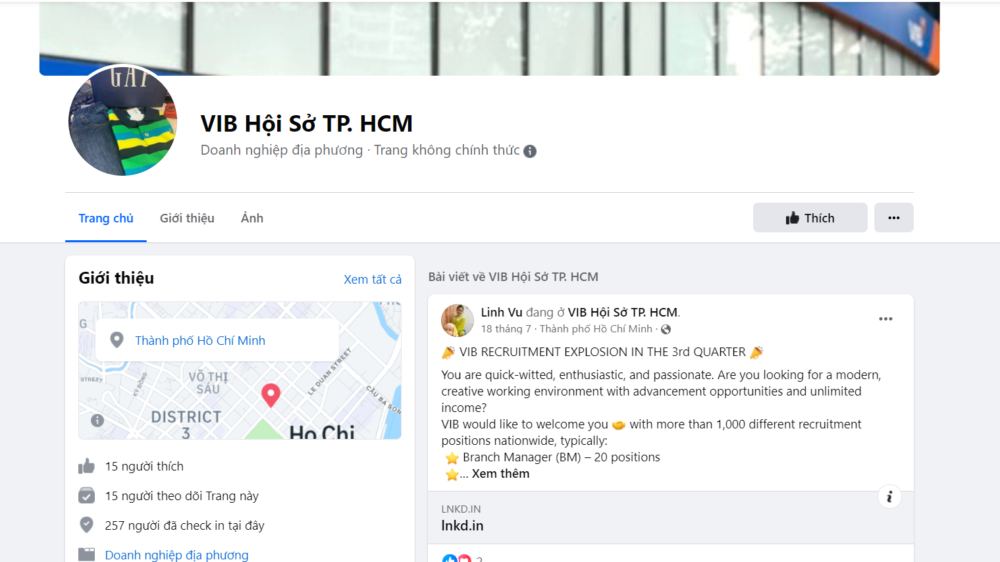 GAP
VIB
VIB Hội Sở TP. HCM
Doanh nghiệp địa phương · Trang không chính thức
Trang chủ
Giới thiệu
Ảnh
Thích
Giới thiệu
Xem tất cả
G
Thành phố Hồ Chí Minh
STREET
KỲ ĐỒNG
VÕ THỊ
SÁU
LE DUAN STREET
CẦU BA SON
DISTRICT
3
Ho Chi
15 người thích
15 người theo dõi Trang này
257 người đã check in tại đây
Doanh nghiệp địa phương
Bài viết về VIB Hội Sở TP. HCM
Linh Vu đang ở VIB Hội Sở TP. HCM.
18 tháng 7 · Thành phố Hồ Chí Minh ·
🎉 VIB RECRUITMENT EXPLOSION IN THE 3rd QUARTER 🎉
You are quick-witted, enthusiastic, and passionate. Are you looking for a modern,
creative working environment with advancement opportunities and unlimited
income?
VIB would like to welcome you 🤝 with more than 1,000 different recruitment
positions nationwide, typically:
⭐ Branch Manager (BM) – 20 positions
⭐... Xem thêm
LNKD.IN
lnkd.in
2